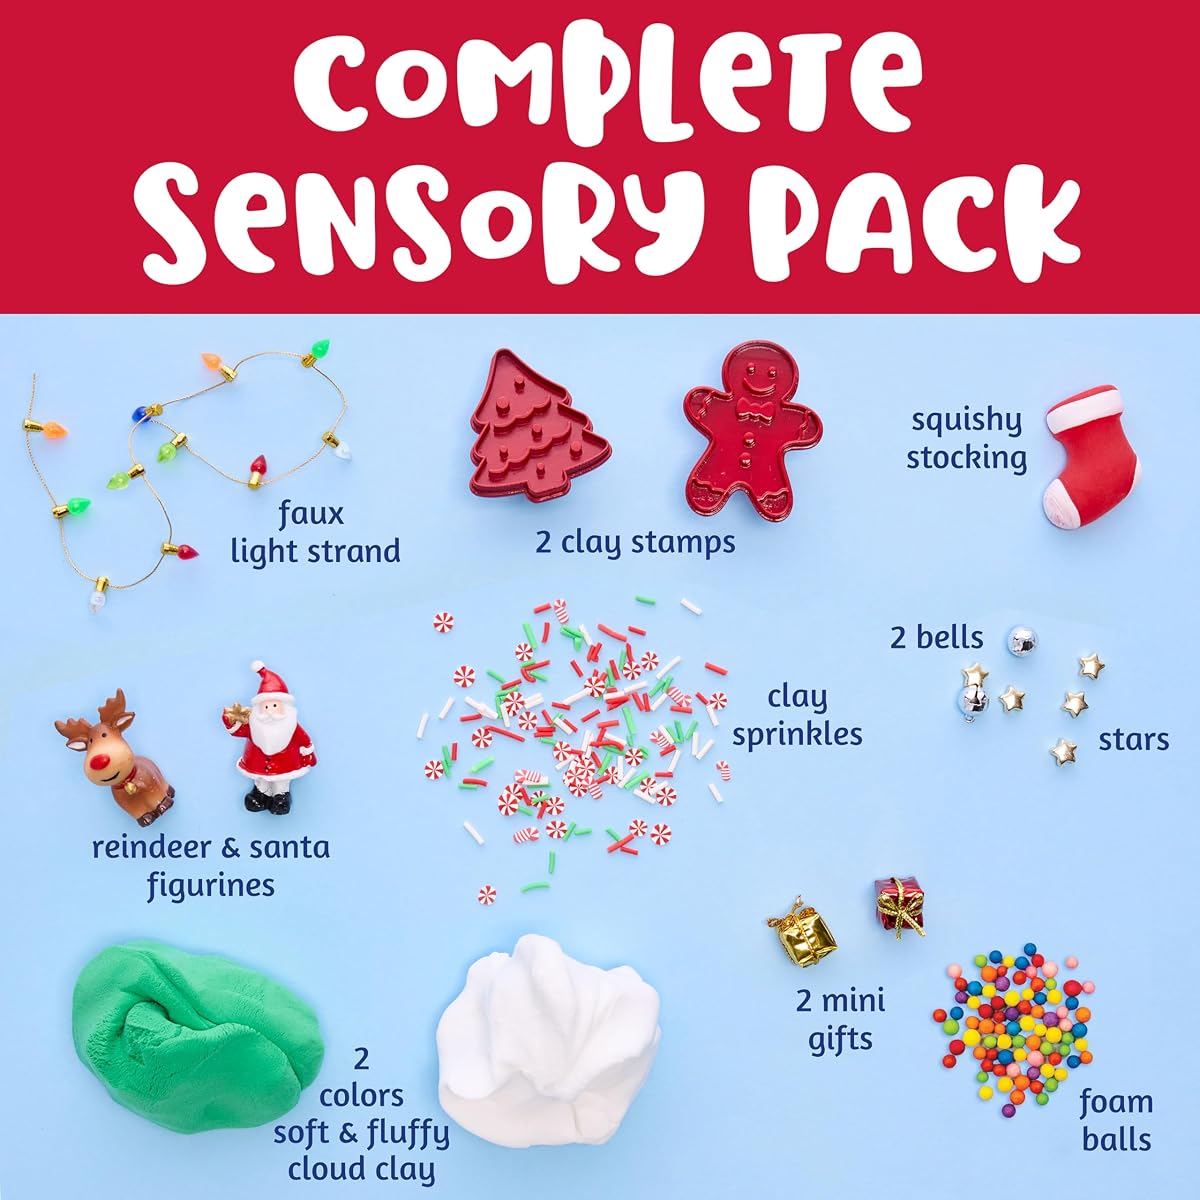 COMPLETE
SENSORY PACK
faux
light strand
2 clay stamps
squishy
stocking
2 bells
stars
clay
sprinkles
reindeer & santa
figurines
2 mini
gifts
foam
balls
2
colors
soft & fluffy
cloud clay